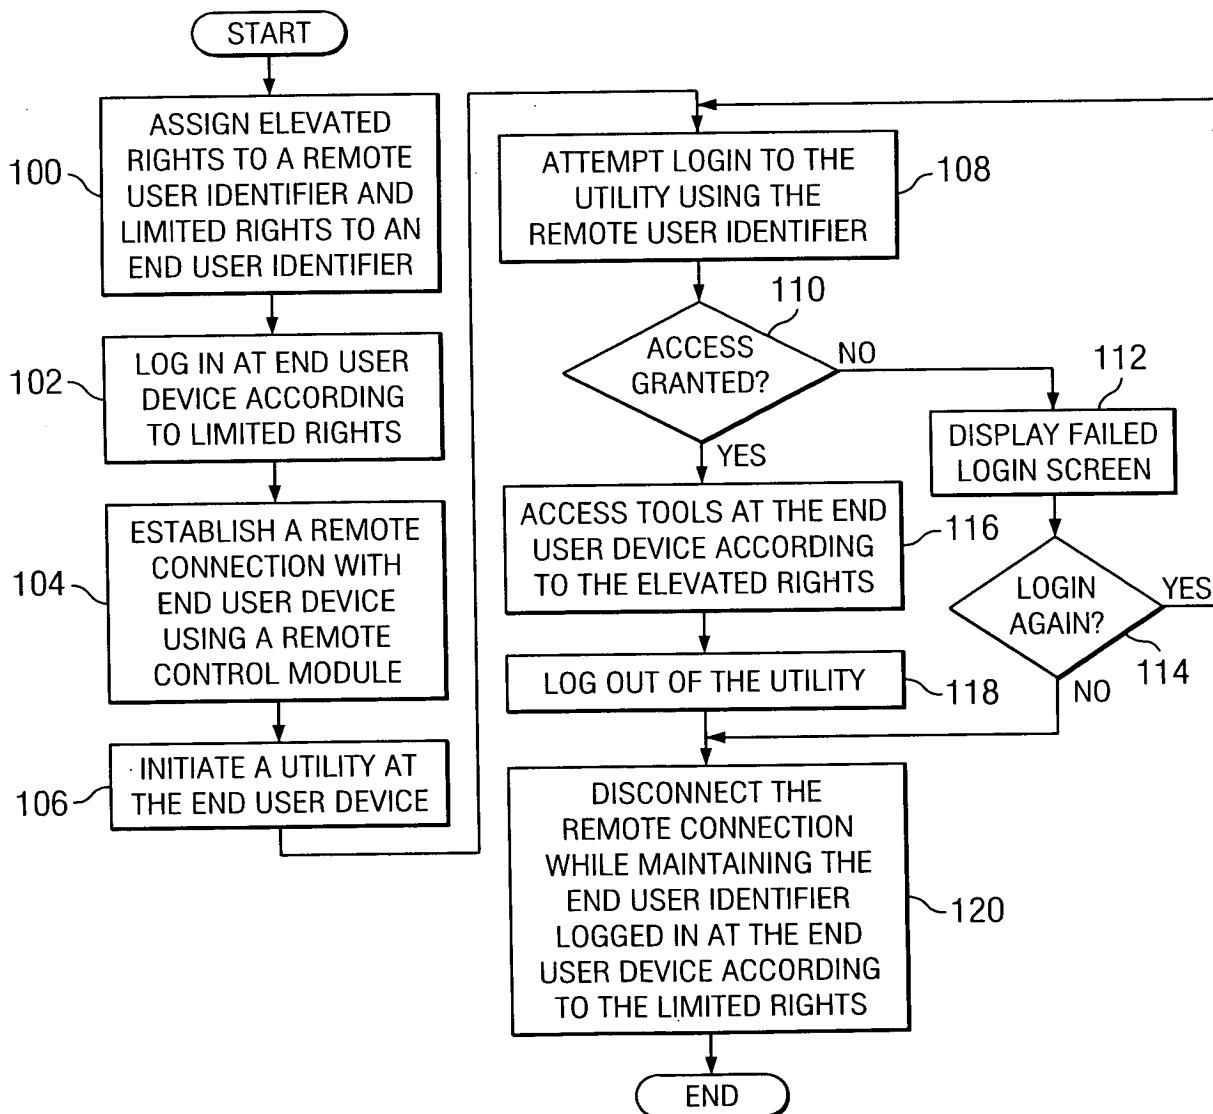 START
100
ASSIGN ELEVATED
RIGHTS TO A REMOTE
USER IDENTIFIER AND
LIMITED RIGHTS TO AN
END USER IDENTIFIER
102
LOG IN AT END USER
DEVICE ACCORDING
TO LIMITED RIGHTS
104
ESTABLISH A REMOTE
CONNECTION WITH
END USER DEVICE
USING A REMOTE
CONTROL MODULE
106
INITIATE A UTILITY AT
THE END USER DEVICE
ATTEMPT LOGIN TO THE
UTILITY USING THE
REMOTE USER IDENTIFIER
108
110
ACCESS
GRANTED?
NO
YES
112
DISPLAY FAILED
LOGIN SCREEN
LOGIN
AGAIN?
YES
114
NO
ACCESS TOOLS AT THE END
USER DEVICE ACCORDING
TO THE ELEVATED RIGHTS
116
LOG OUT OF THE UTILITY
118
DISCONNECT THE
REMOTE CONNECTION
WHILE MAINTAINING THE
END USER IDENTIFIER
LOGGED IN AT THE END
USER DEVICE ACCORDING
TO THE LIMITED RIGHTS
120
END